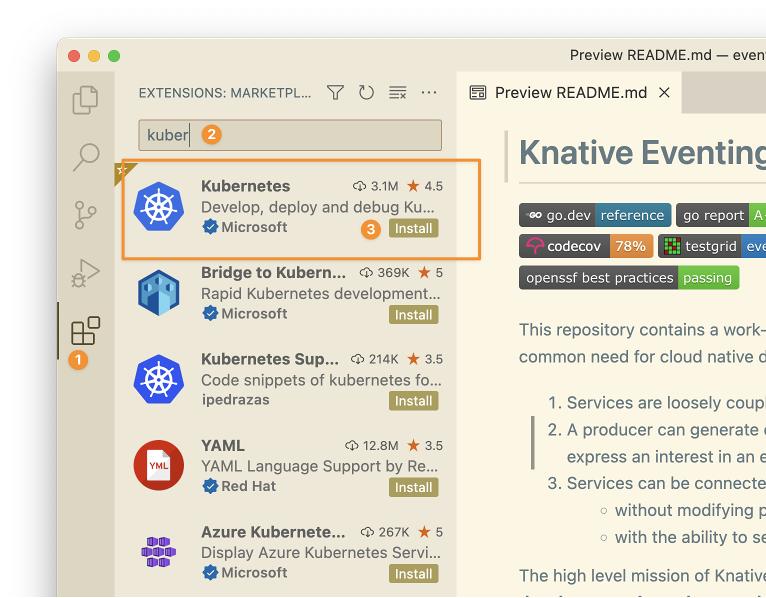 Preview README.md — even
EXTENSIONS: MARKETPL...
Preview README.md
kuber
2
Kubernetes 3.1M 4.5
Develop, deploy and debug Ku...
Microsoft
3
Install
Bridge to Kubern... 369K 5
Rapid Kubernetes development...
Microsoft
Install
1
Kubernetes Sup... 214K 3.5
Code snippets of kubernetes fo...
ipedrazas
Install
YAML 12.8M 3.5
YML
YAML Language Support by Re...
Red Hat
Install
Azure Kubernete... 267K 5
Display Azure Kubernetes Servi...
Microsoft
Install
Knative Eventing
GO go.dev reference go report A
codecov 78% testgrid eve
openssf best practices passing
This repository contains a work-
common need for cloud native d
1. Services are loosely coupl
2. A producer can generate
express an interest in an e
3. Services can be connecte
without modifying p
with the ability to se
The high level mission of Knative